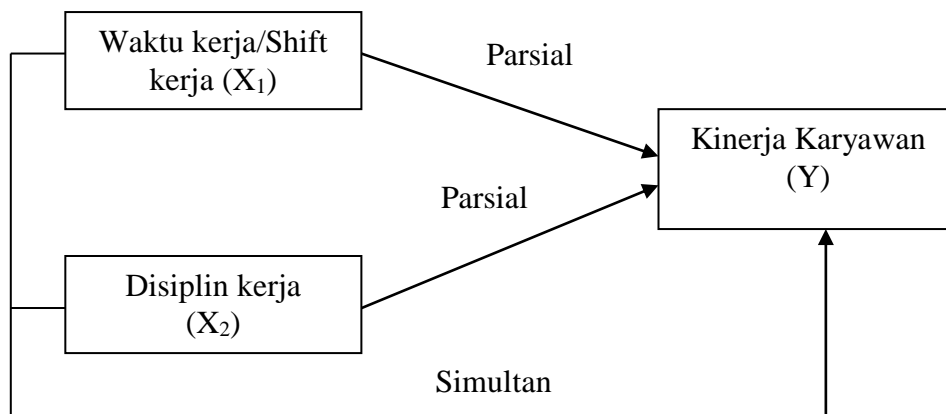 Waktu kerja/Shift
kerja (X₁)
Parsial
Kinerja Karyawan
(Y)
Parsial
Disiplin kerja
(X₂)
Simultan